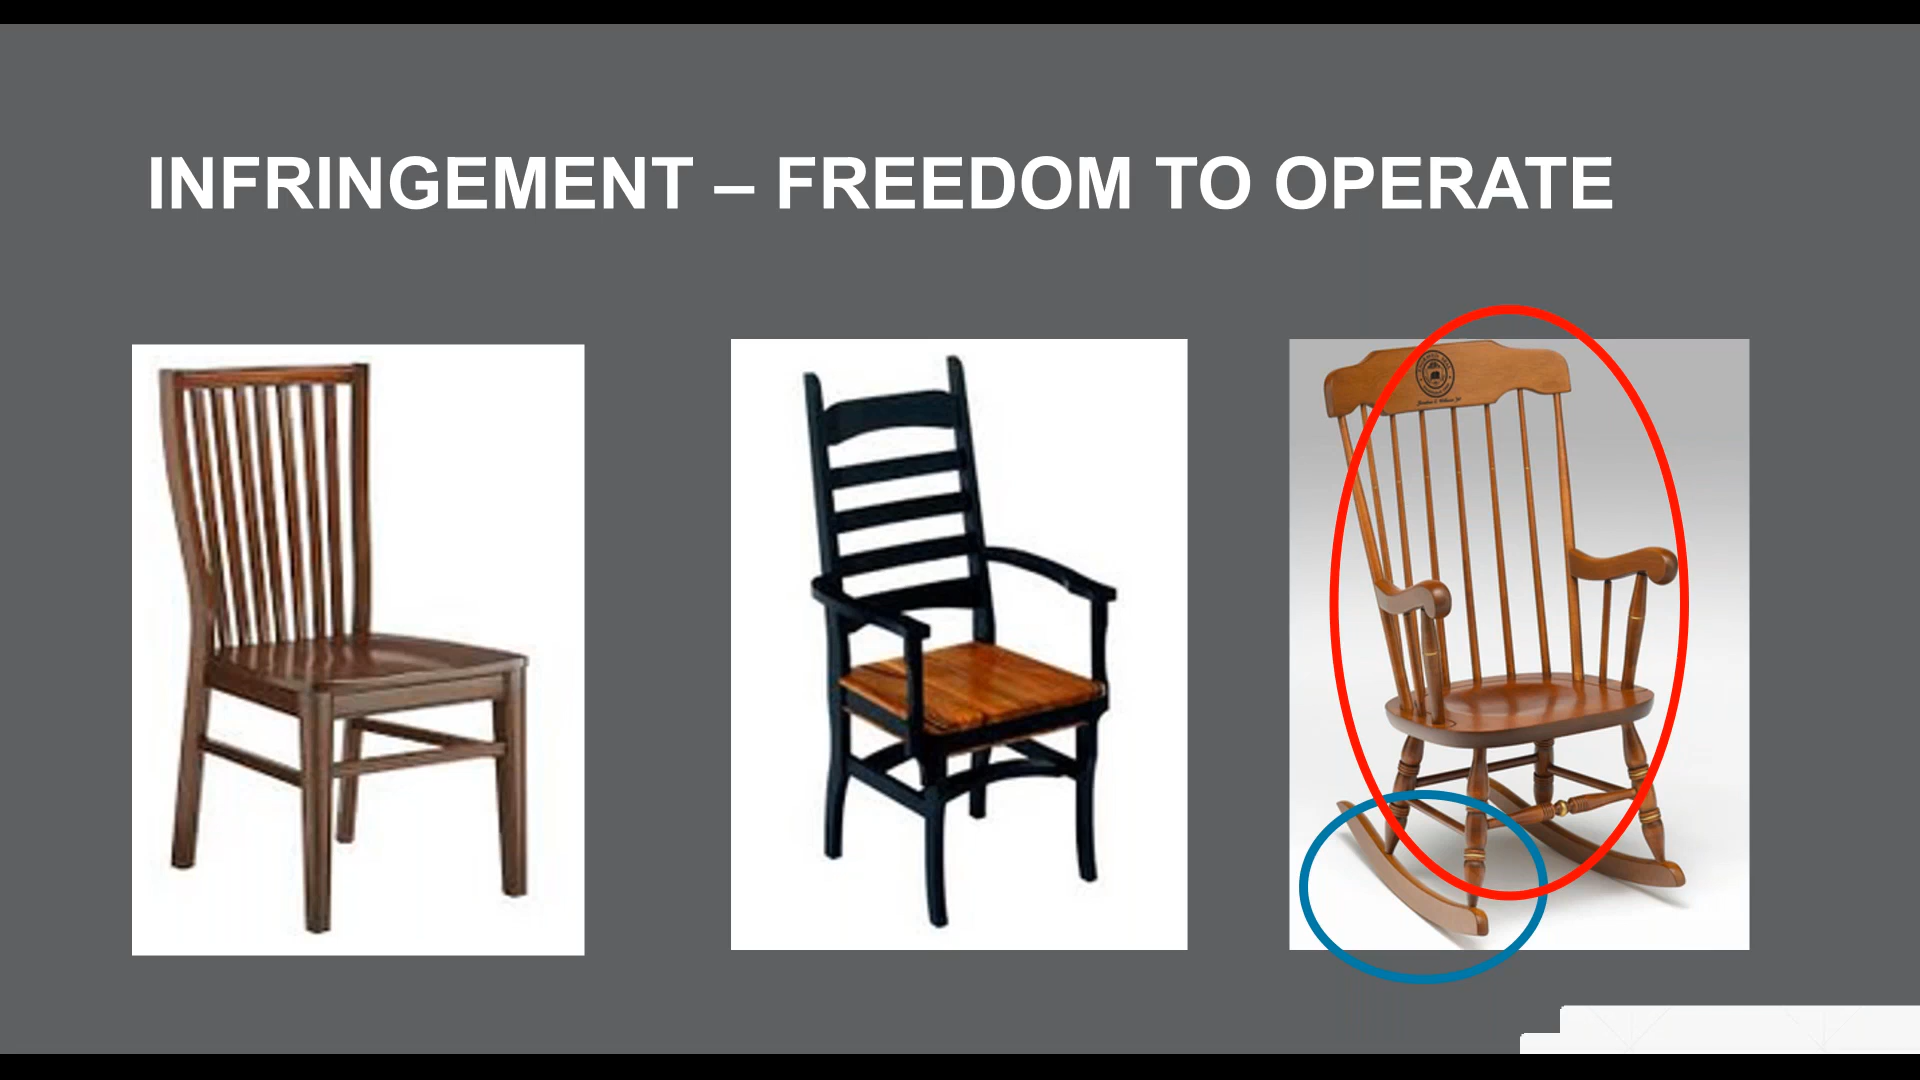 INFRINGEMENT – FREEDOM TO OPERATE